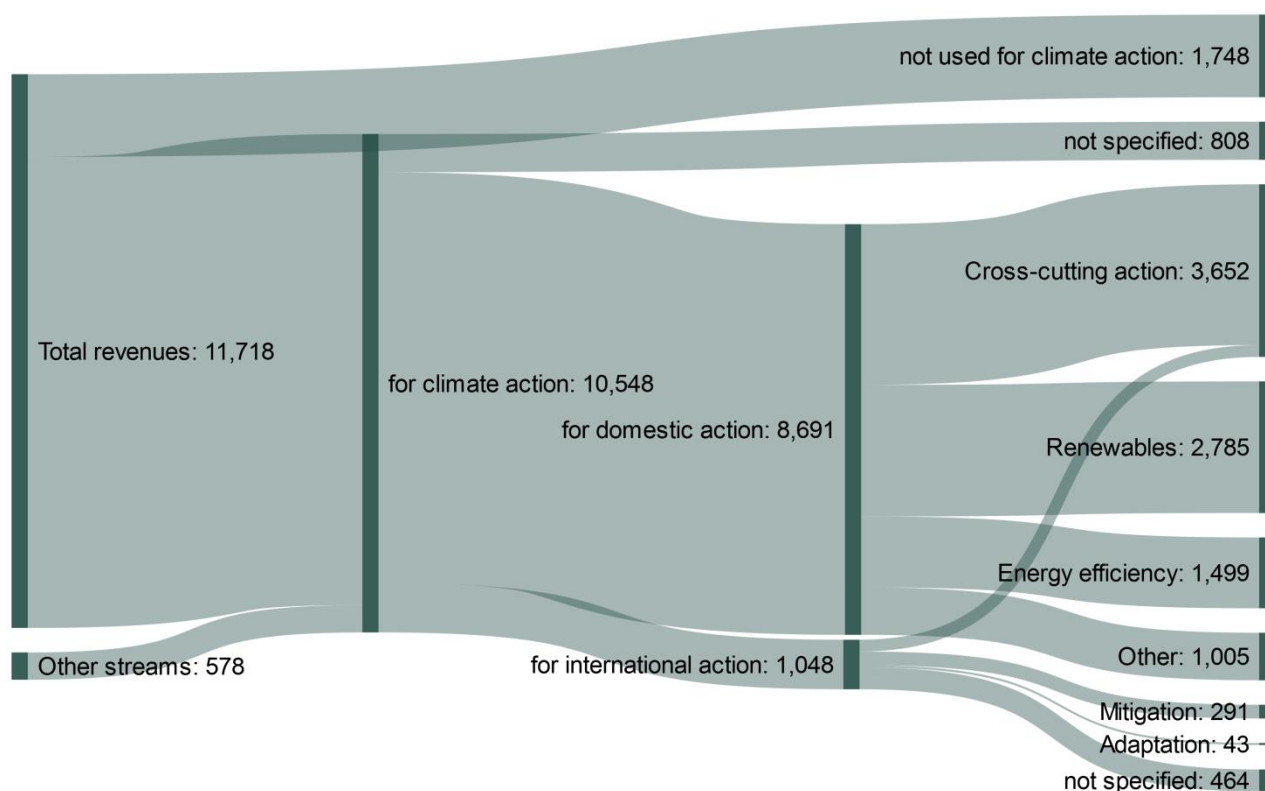 not used for climate action: 1,748
not specified: 808
Cross-cutting action: 3,652
Total revenues: 11,718
for climate action: 10,548
for domestic action: 8,691
Renewables: 2,785
Energy efficiency: 1,499
Other streams: 578
for international action: 1,048
Other: 1,005
Mitigation: 291
Adaptation: 43
not specified: 464